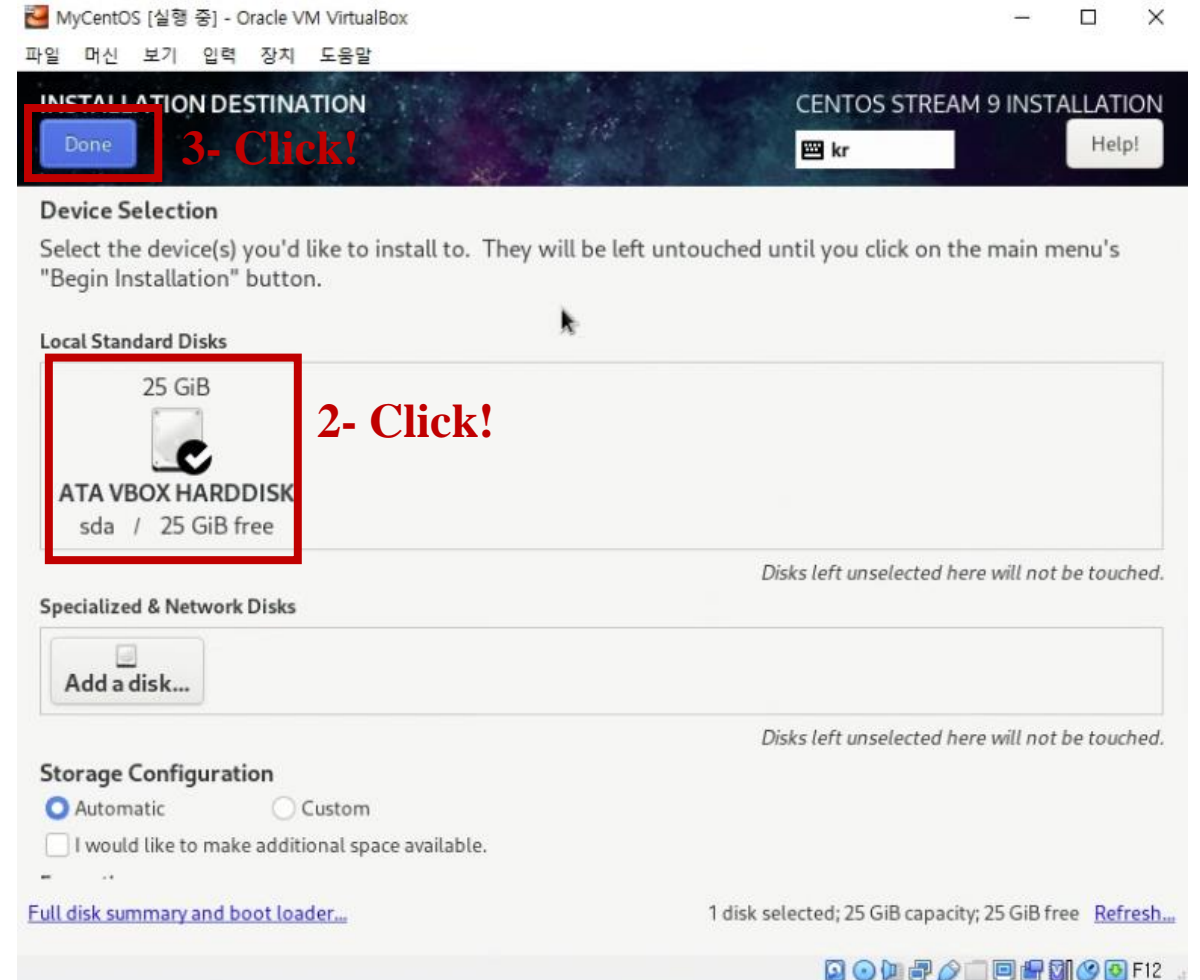 MyCentOS [실행 중] - Oracle VM VirtualBox
파일 머신 보기 입력 장치 도움말
INSTALLATION DESTINATION
CENTOS STREAM 9 INSTALLATION
Done
3- Click!
kr
Help!
Device Selection
Select the device(s) you'd like to install to. They will be left untouched until you click on the main menu's
"Begin Installation" button.
Local Standard Disks
25 GiB
2- Click!
ATA VBOX HARDDISK
sda / 25 GiB free
Disks left unselected here will not be touched.
Specialized & Network Disks
Add a disk...
Disks left unselected here will not be touched.
Storage Configuration
Automatic Custom
I would like to make additional space available.
Full disk summary and boot loader...
1 disk selected; 25 GiB capacity; 25 GiB free Refresh...
F12